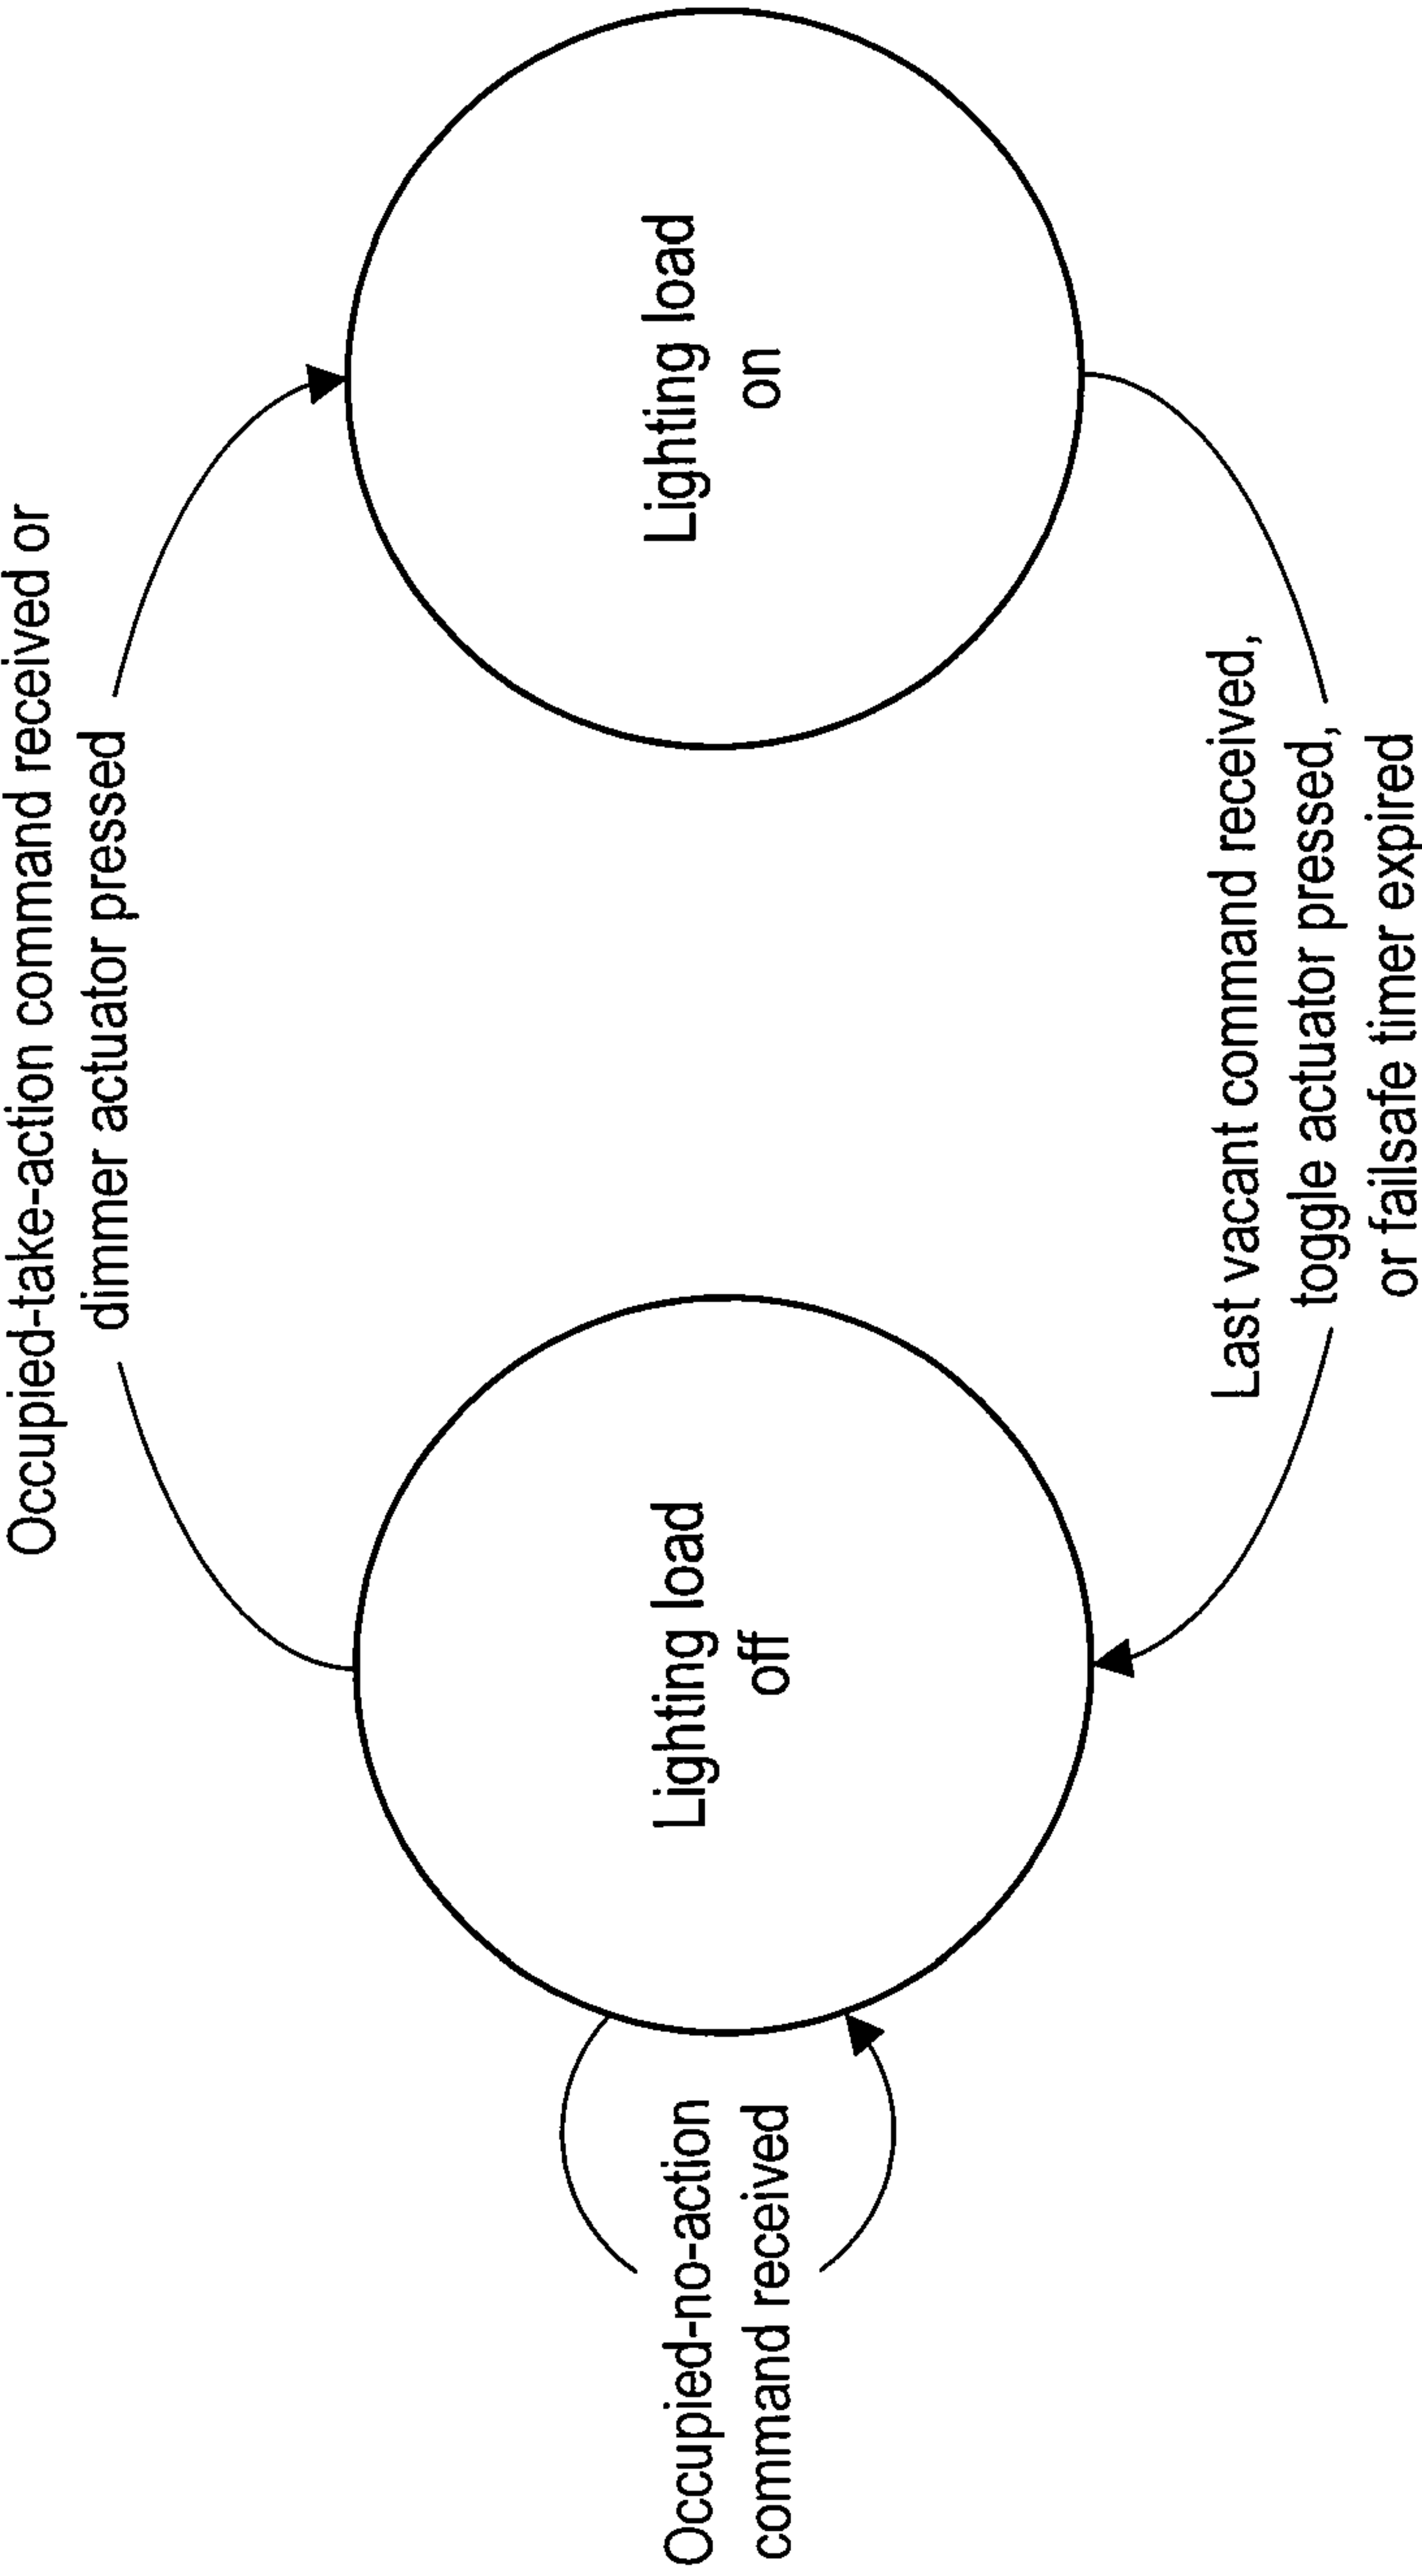 Occupied-take-action command received or
dimmer actuator pressed
Occupied-no-action
command received
Lighting load
off
Lighting load
on
Last vacant command received,
toggle actuator pressed,
or failsafe timer expired